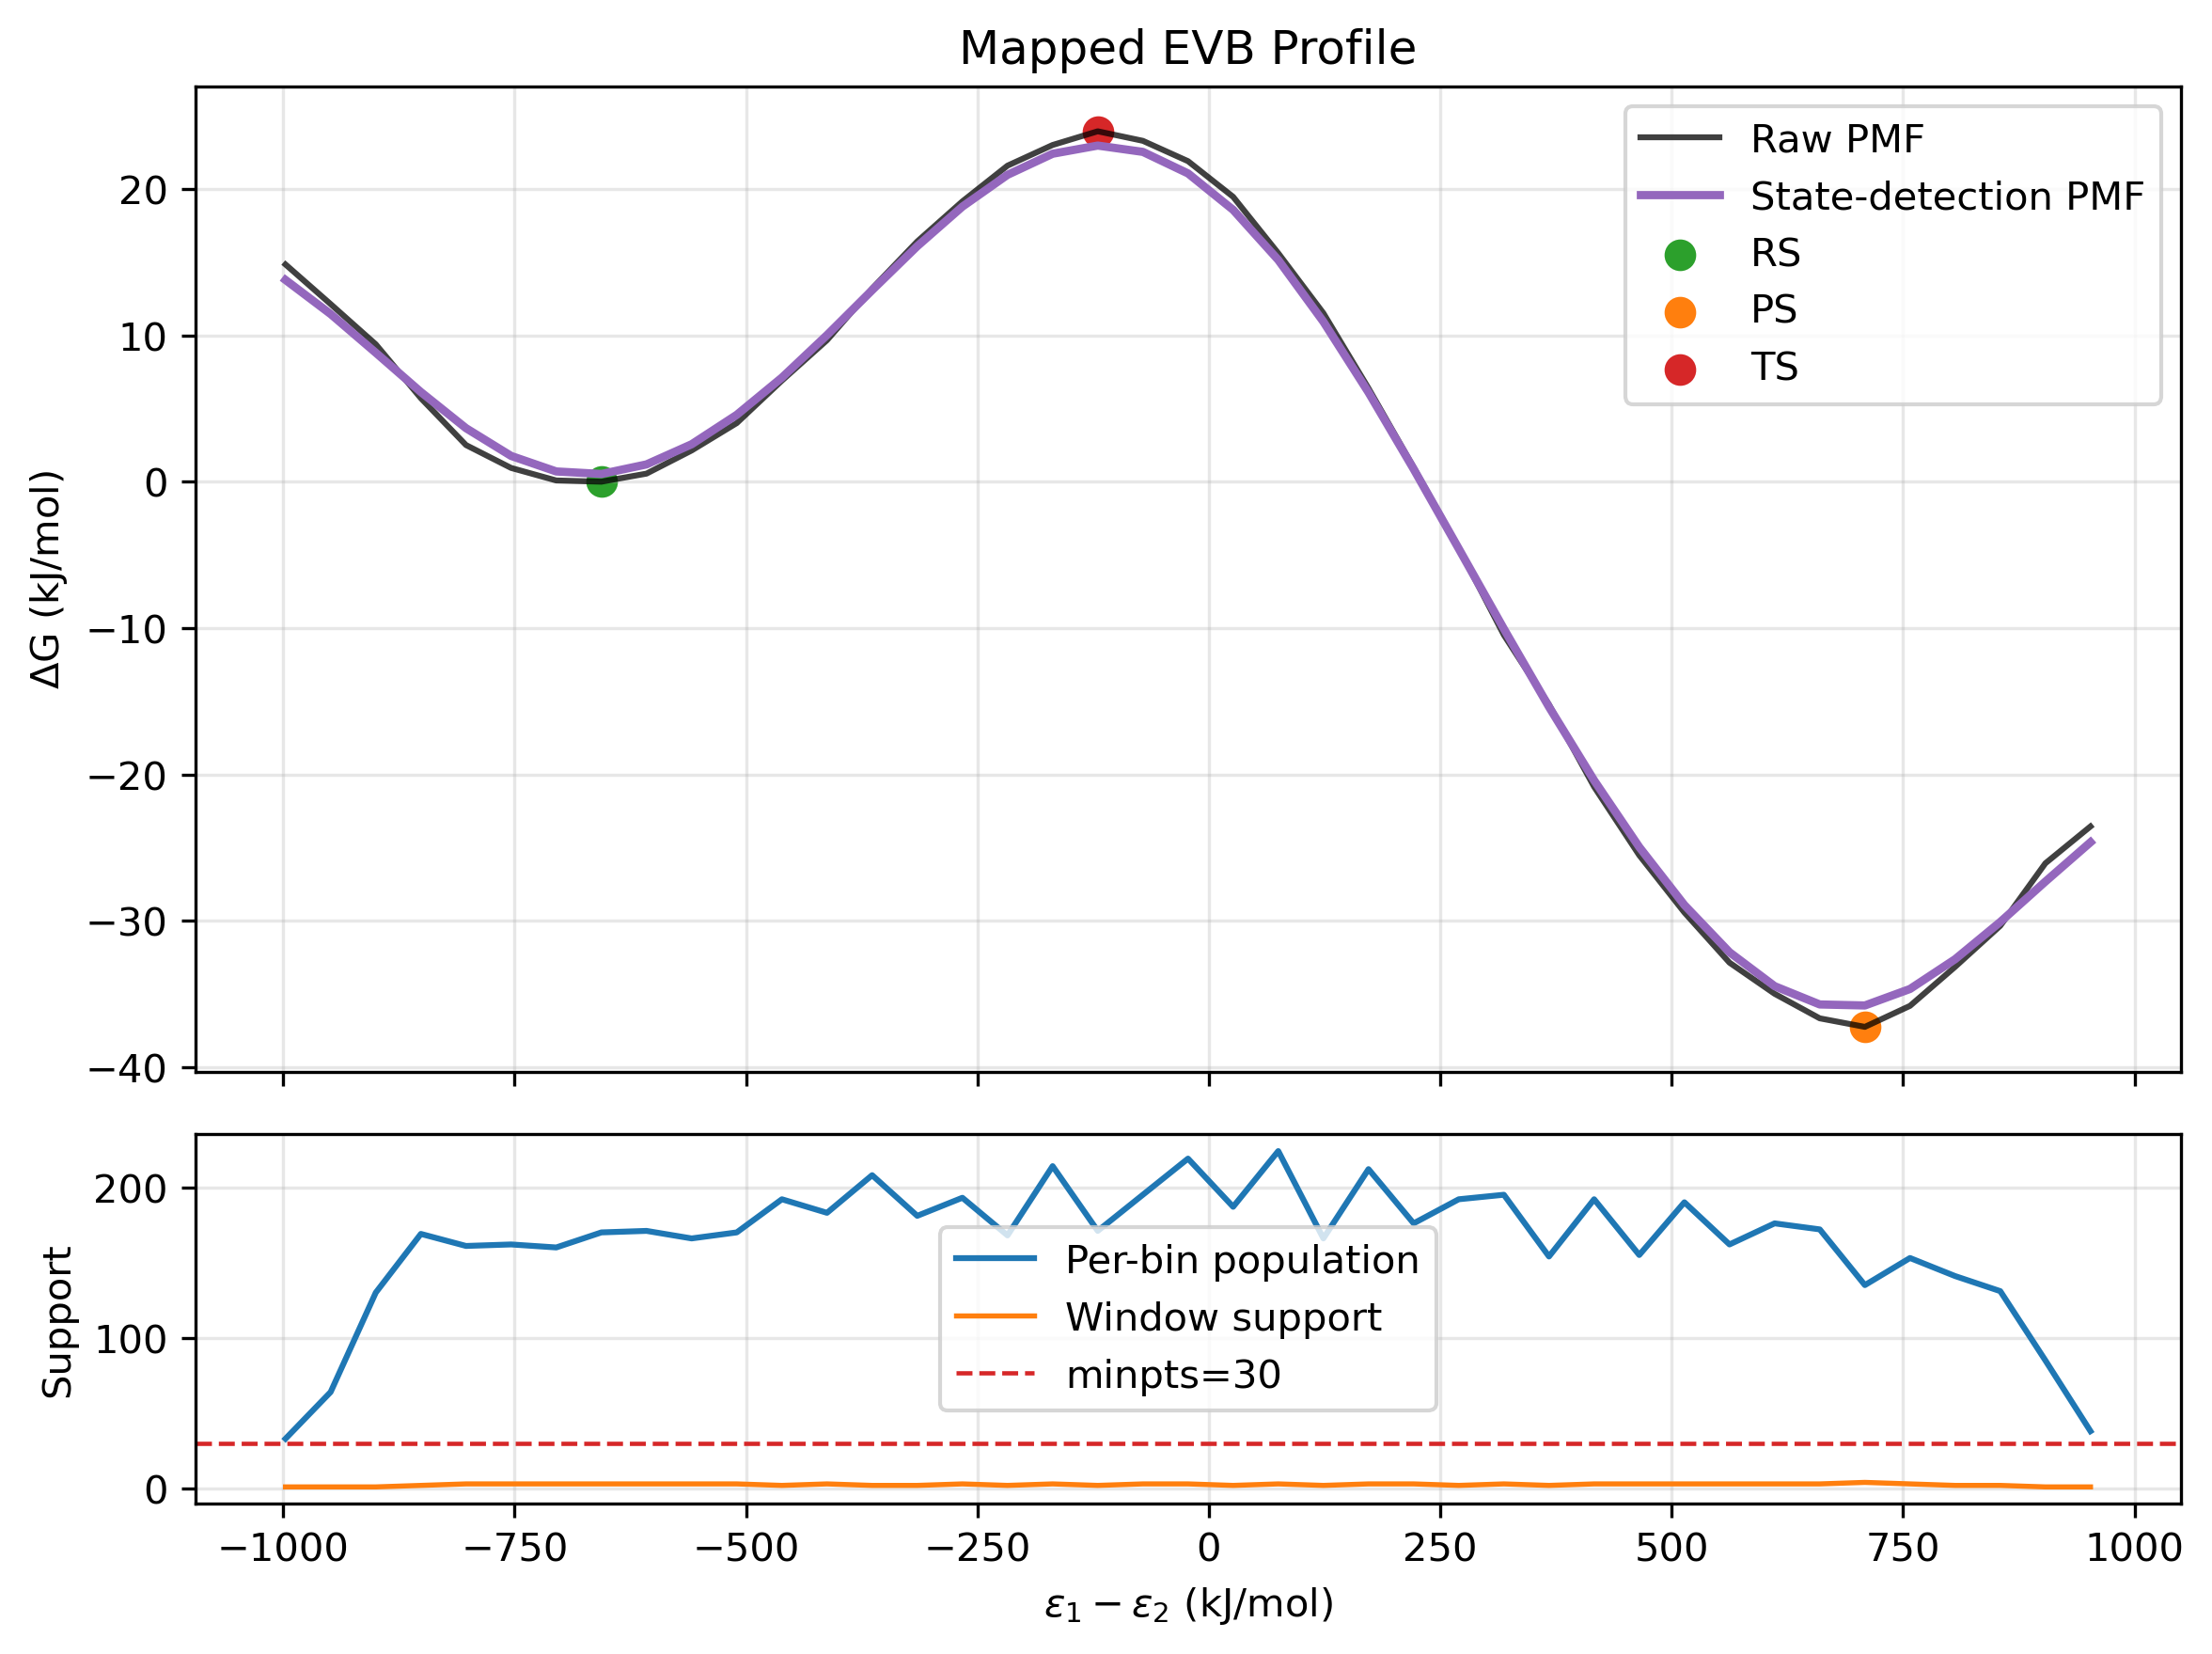 Mapped EVB Profile
Raw PMF
State-detection PMF
RS
PS
TS
20
10
0
−10
−20
−30
−40
ΔG (kJ/mol)
200
100
0
Support
Per-bin population
Window support
minpts=30
−1000 −750 −500 −250 0 250 500 750 1000
ε₁ − ε₂ (kJ/mol)